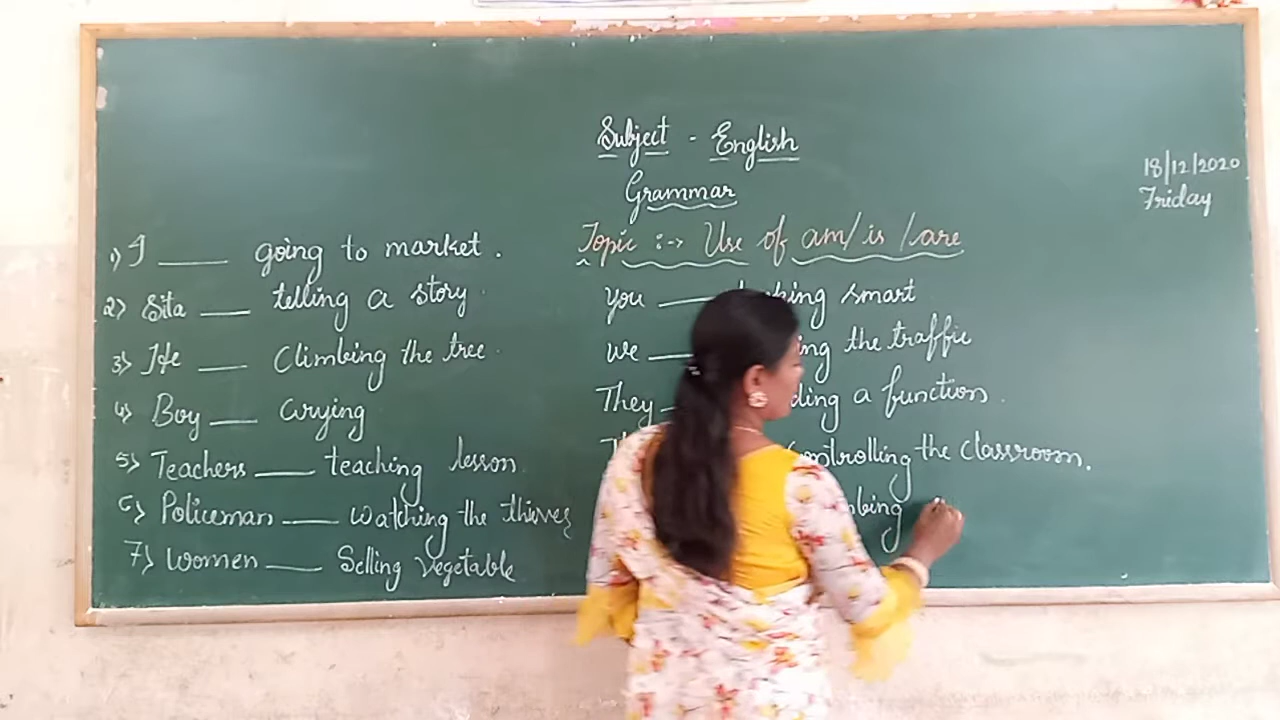 Subject - English
18/12/2020
Friday
Grammar
Topic :-> Use of am/is/are
1) I ____ going to market.
2) Sita ____ telling a story.
3) He ____ Climbing the tree.
4) Boy ____ crying
5) Teachers ____ teaching lesson.
6) Policeman ____ watching the thieves
7) Women ____ Selling Vegetable
You ____ smart
We ____ the traffic
They ____ a function.
controlling the classroom.